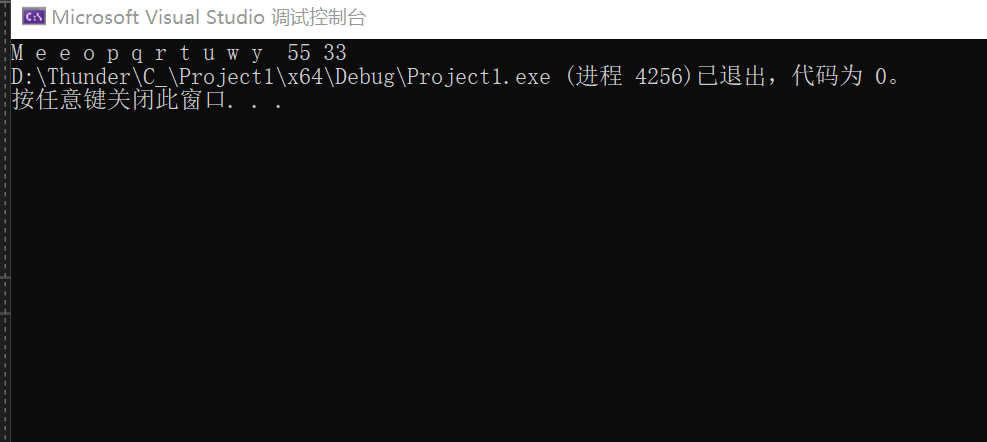 Microsoft Visual Studio 调试控制台
M e e o p q r t u w y  55 33
D:\Thunder\C_\Project1\x64\Debug\Project1.exe (进程 4256)已退出，代码为 0。
按任意键关闭此窗口. . .